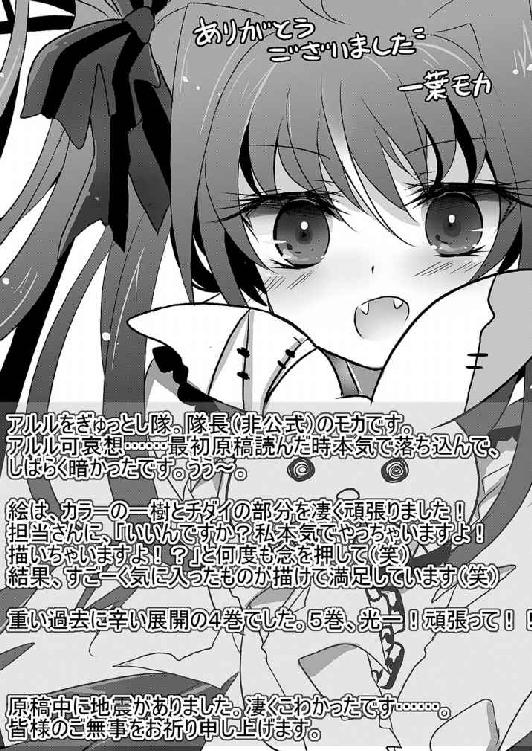 ありがとう
ございました
一葉モカ
アルルをぎゅっとし隊。隊長(非公式)のモカです。
アルル可哀想……最初原稿読んだ時本気で落ち込んで、
しばらく暗かったです。うぅ~。
絵は、カラーの一樹とチダイの部分を凄く頑張りました!
担当さんに、「いいんですか?私本気でやっちゃいますよ!
描いちゃいますよ!?」と何度も念を押して(笑)
結果、すごーく気に入ったものが描けて満足しています(笑)
重い過去に辛い展開の4巻でした。5巻、光一!頑張って!!
原稿中に地震がありました。凄くこわかったです……。
皆様のご無事をお祈り申し上げます。